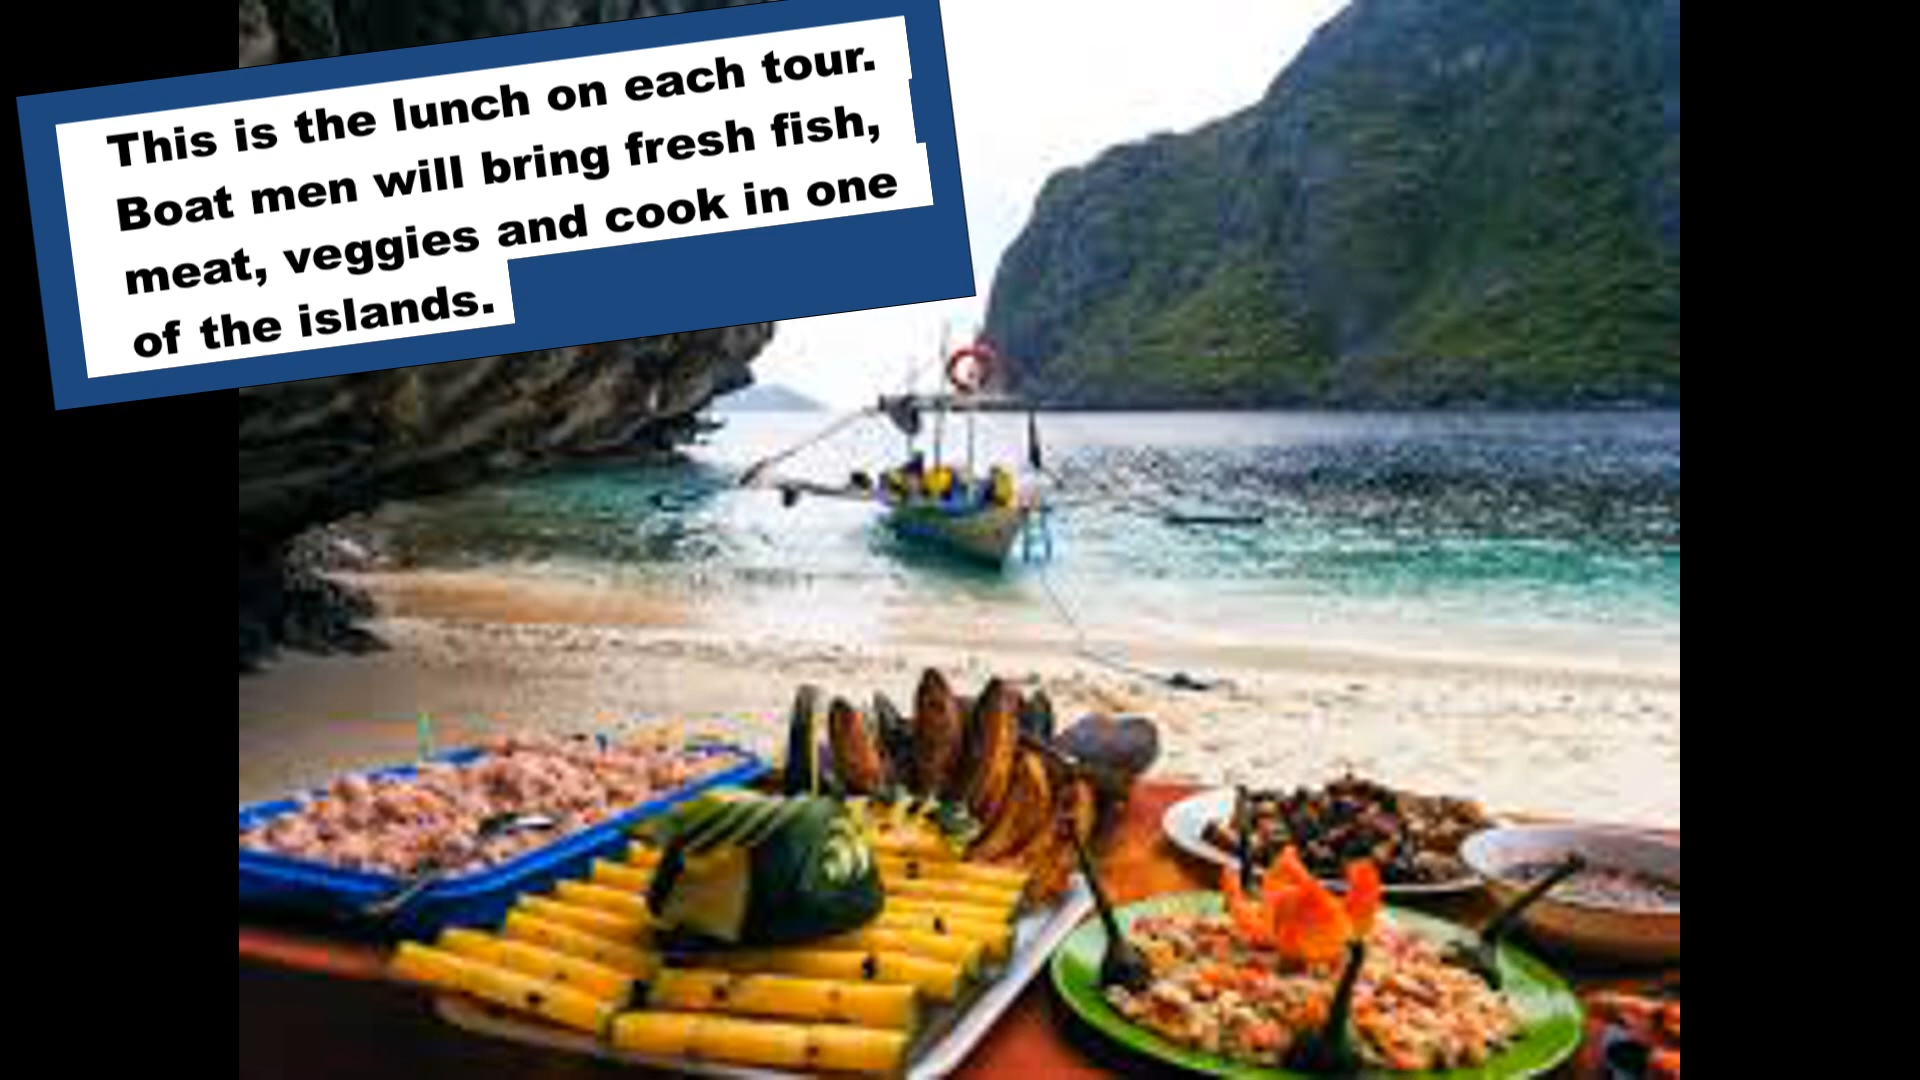 This is the lunch on each tour.
Boat men will bring fresh fish,
meat, veggies and cook in one
of the islands.